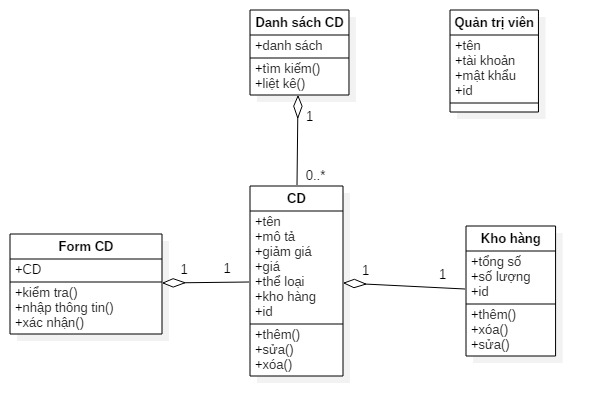 Danh sách CD
+danh sách
+tìm kiếm()
+liệt kê()
Quản trị viên
+tên
+tài khoản
+mật khẩu
+id
1
0..*
CD
+tên
+mô tả
+giảm giá
+giá
+thể loại
+kho hàng
+id
+thêm()
+sửa()
+xóa()
Form CD
+CD
+kiểm tra()
+nhập thông tin()
+xác nhận()
1
1
1
1
Kho hàng
+tổng số
+số lượng
+id
+thêm()
+xóa()
+sửa()